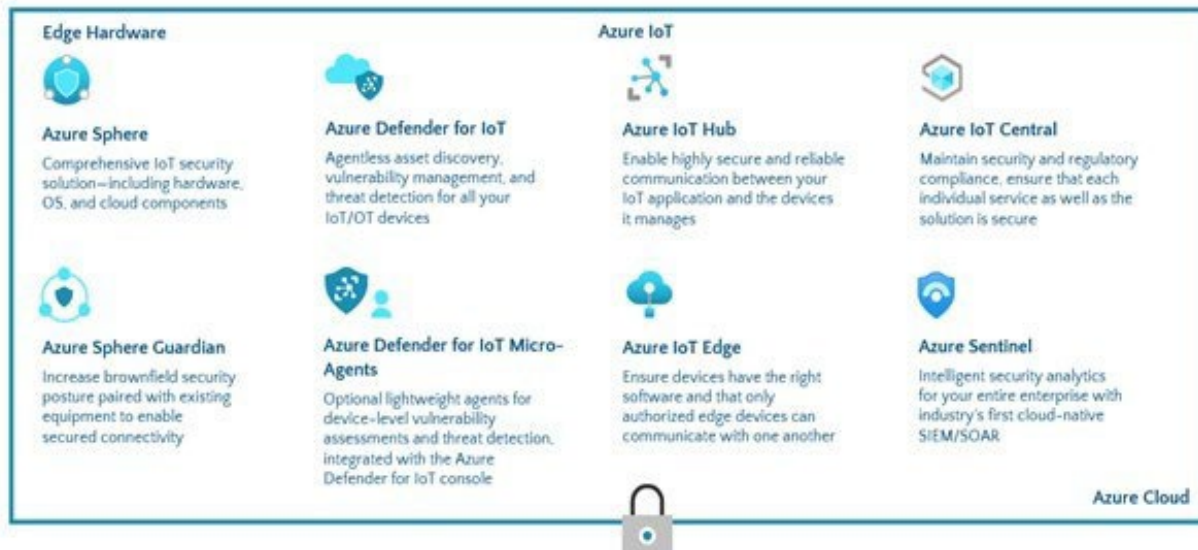 Edge Hardware
Azure IoT
Azure Sphere
Comprehensive IoT security
solution—including hardware,
OS, and cloud components
Azure Defender for IoT
Agentless asset discovery,
vulnerability management, and
threat detection for all your
IoT/OT devices
Azure IoT Hub
Enable highly secure and reliable
communication between your
IoT application and the devices
it manages
Azure IoT Central
Maintain security and regulatory
compliance, ensure that each
individual service as well as the
solution is secure
Azure Sphere Guardian
Increase brownfield security
posture paired with existing
equipment to enable
secured connectivity
Azure Defender for IoT Micro-
Agents
Optional lightweight agents for
device-level vulnerability
assessments and threat detection,
integrated with the Azure
Defender for IoT console
Azure IoT Edge
Ensure devices have the right
software and that only
authorized edge devices can
communicate with one another
Azure Sentinel
Intelligent security analytics
for your entire enterprise with
industry's first cloud-native
SIEM/SOAR
Azure Cloud